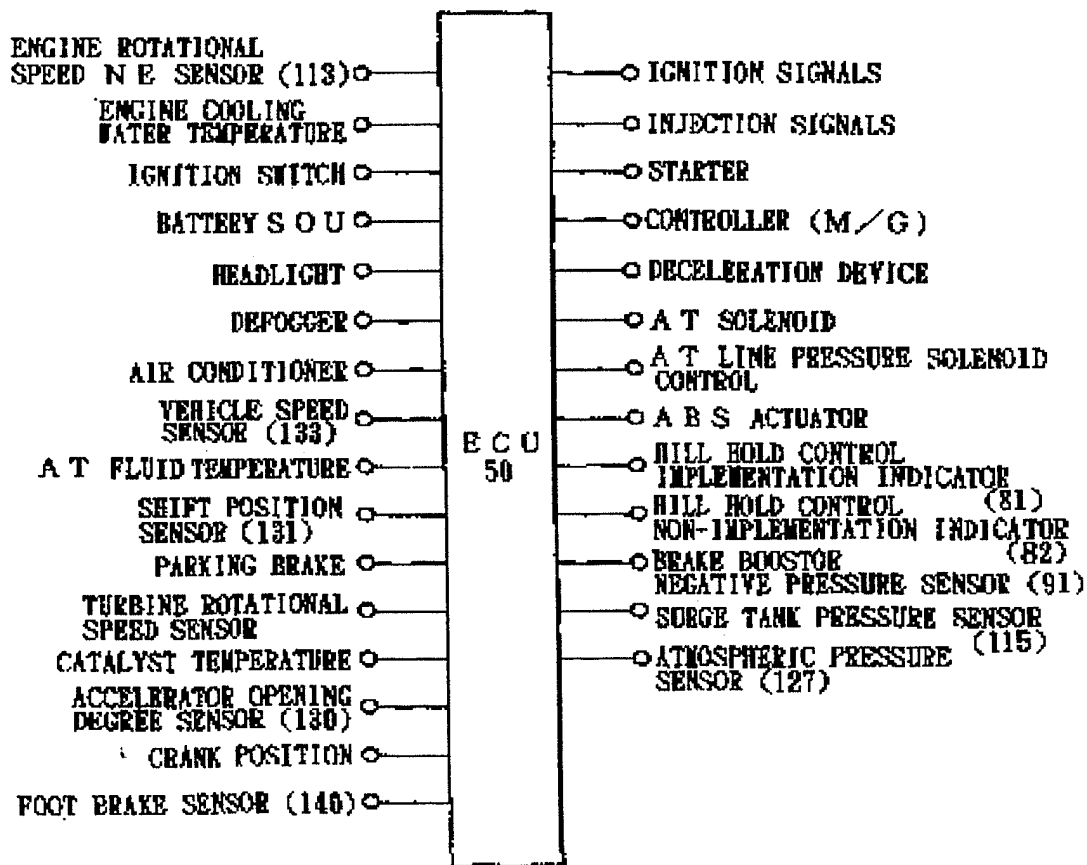 ENGINE ROTATIONAL
SPEED N E SENSOR (113)
ENGINE COOLING
WATER TEMPERATURE
IGNITION SWITCH
BATTERY S O U
HEADLIGHT
DEFOGGER
AIR CONDITIONER
VEHICLE SPEED
SENSOR (133)
A T FLUID TEMPERATURE
SHIFT POSITION
SENSOR (131)
PARKING BRAKE
TURBINE ROTATIONAL
SPEED SENSOR
CATALYST TEMPERATURE
ACCELERATOR OPENING
DEGREE SENSOR (130)
CRANK POSITION
FOOT BRAKE SENSOR (140)
E C U
50
IGNITION SIGNALS
INJECTION SIGNALS
STARTER
CONTROLLER (M/G)
DECELERATION DEVICE
A T SOLENOID
A T LINE PRESSURE SOLENOID
CONTROL
A B S ACTUATOR
HILL HOLD CONTROL
IMPLEMENTATION INDICATOR
(81)
HILL HOLD CONTROL
NON-IMPLEMENTATION INDICATOR
(82)
BRAKE BOOSTOR
NEGATIVE PRESSURE SENSOR (91)
SURGE TANK PRESSURE SENSOR
(115)
ATMOSPHERIC PRESSURE
SENSOR (127)